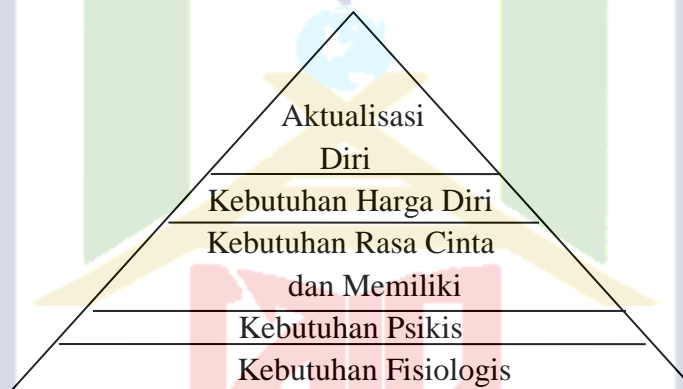 Aktualisasi
Diri
Kebutuhan Harga Diri
Kebutuhan Rasa Cinta
dan Memiliki
Kebutuhan Psikis
Kebutuhan Fisiologis